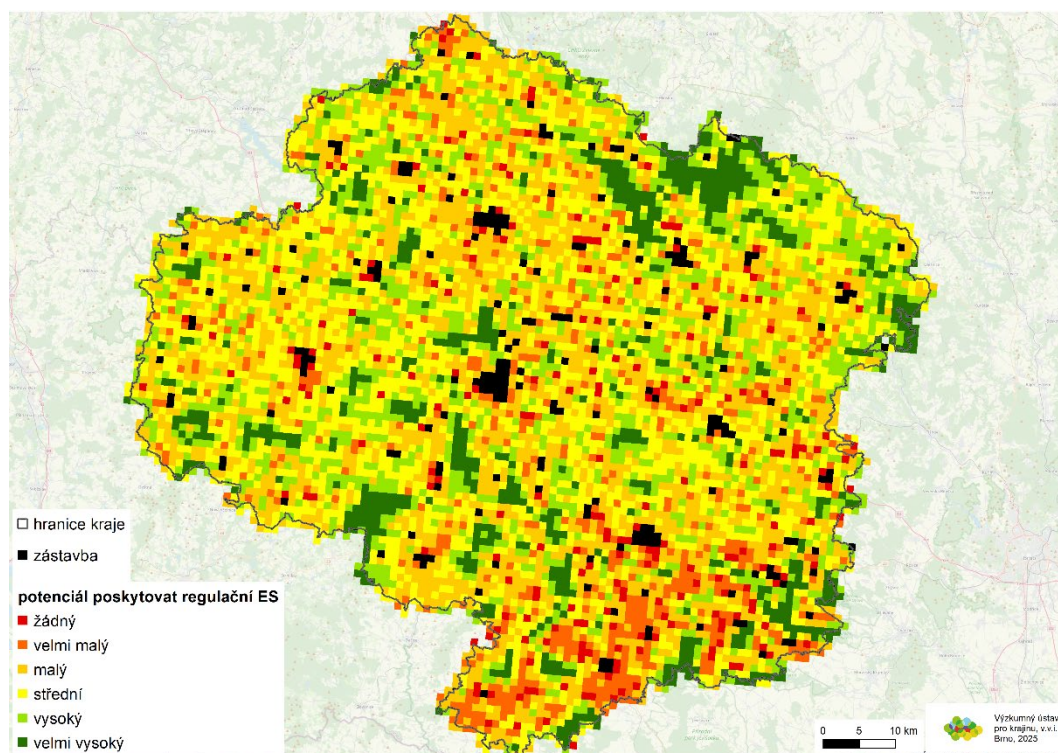 hranice kraje
zástavba
potenciál poskytovat regulační ES
žádný
velmi malý
malý
střední
vysoký
velmi vysoký
0 5 10 km
Výzkumný ústav
pro krajinu, v.v.i.
Brno, 2025